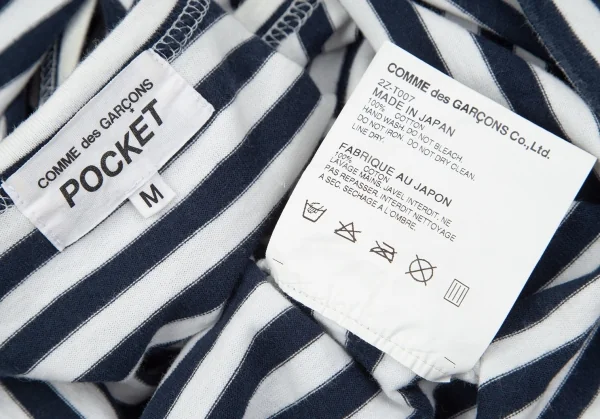 COMME des GARÇONS
POCKET
M
COMME des GARÇONS Co., Ltd.
2Z-T007
MADE IN JAPAN
100% COTTON
HAND WASH. DO NOT BLEACH.
DO NOT IRON. DO NOT DRY CLEAN.
LINE DRY.
FABRIQUE AU JAPON
100% COTON
LAVAGE MAINS. JAVEL INTERDIT. NE
PAS REPASSER. INTERDIT NETTOYAGE
A SEC. SECHAGE A L'OMBRE.